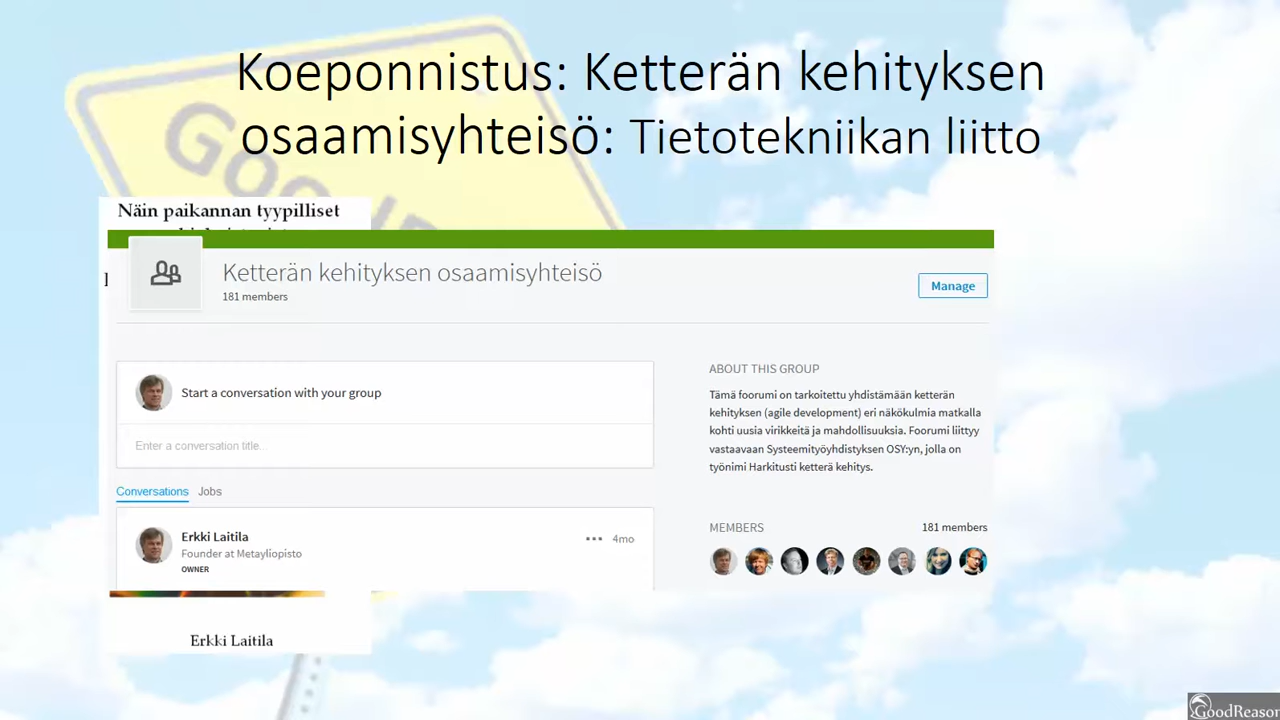 Koeponnistus: Ketterän kehityksen
osaamisyhteisö: Tietotekniikan liitto
Näin paikannan tyypilliset
Ketterän kehityksen osaamisyhteisö
181 members
Manage
Start a conversation with your group
Enter a conversation title...
Conversations Jobs
Erkki Laitila
Founder at Metayliopisto
OWNER
4mo
ABOUT THIS GROUP
Tämä foorumi on tarkoitettu yhdistämään ketterän
kehityksen (agile development) eri näkökulmia matkalla
kohti uusia virikkeitä ja mahdollisuuksia. Foorumi liittyy
vastaavaan Systeemityöyhdistyksen OSY:yn, jolla on
työnimi Harkitusti ketterä kehitys.
MEMBERS 181 members
Erkki Laitila
GoodReason